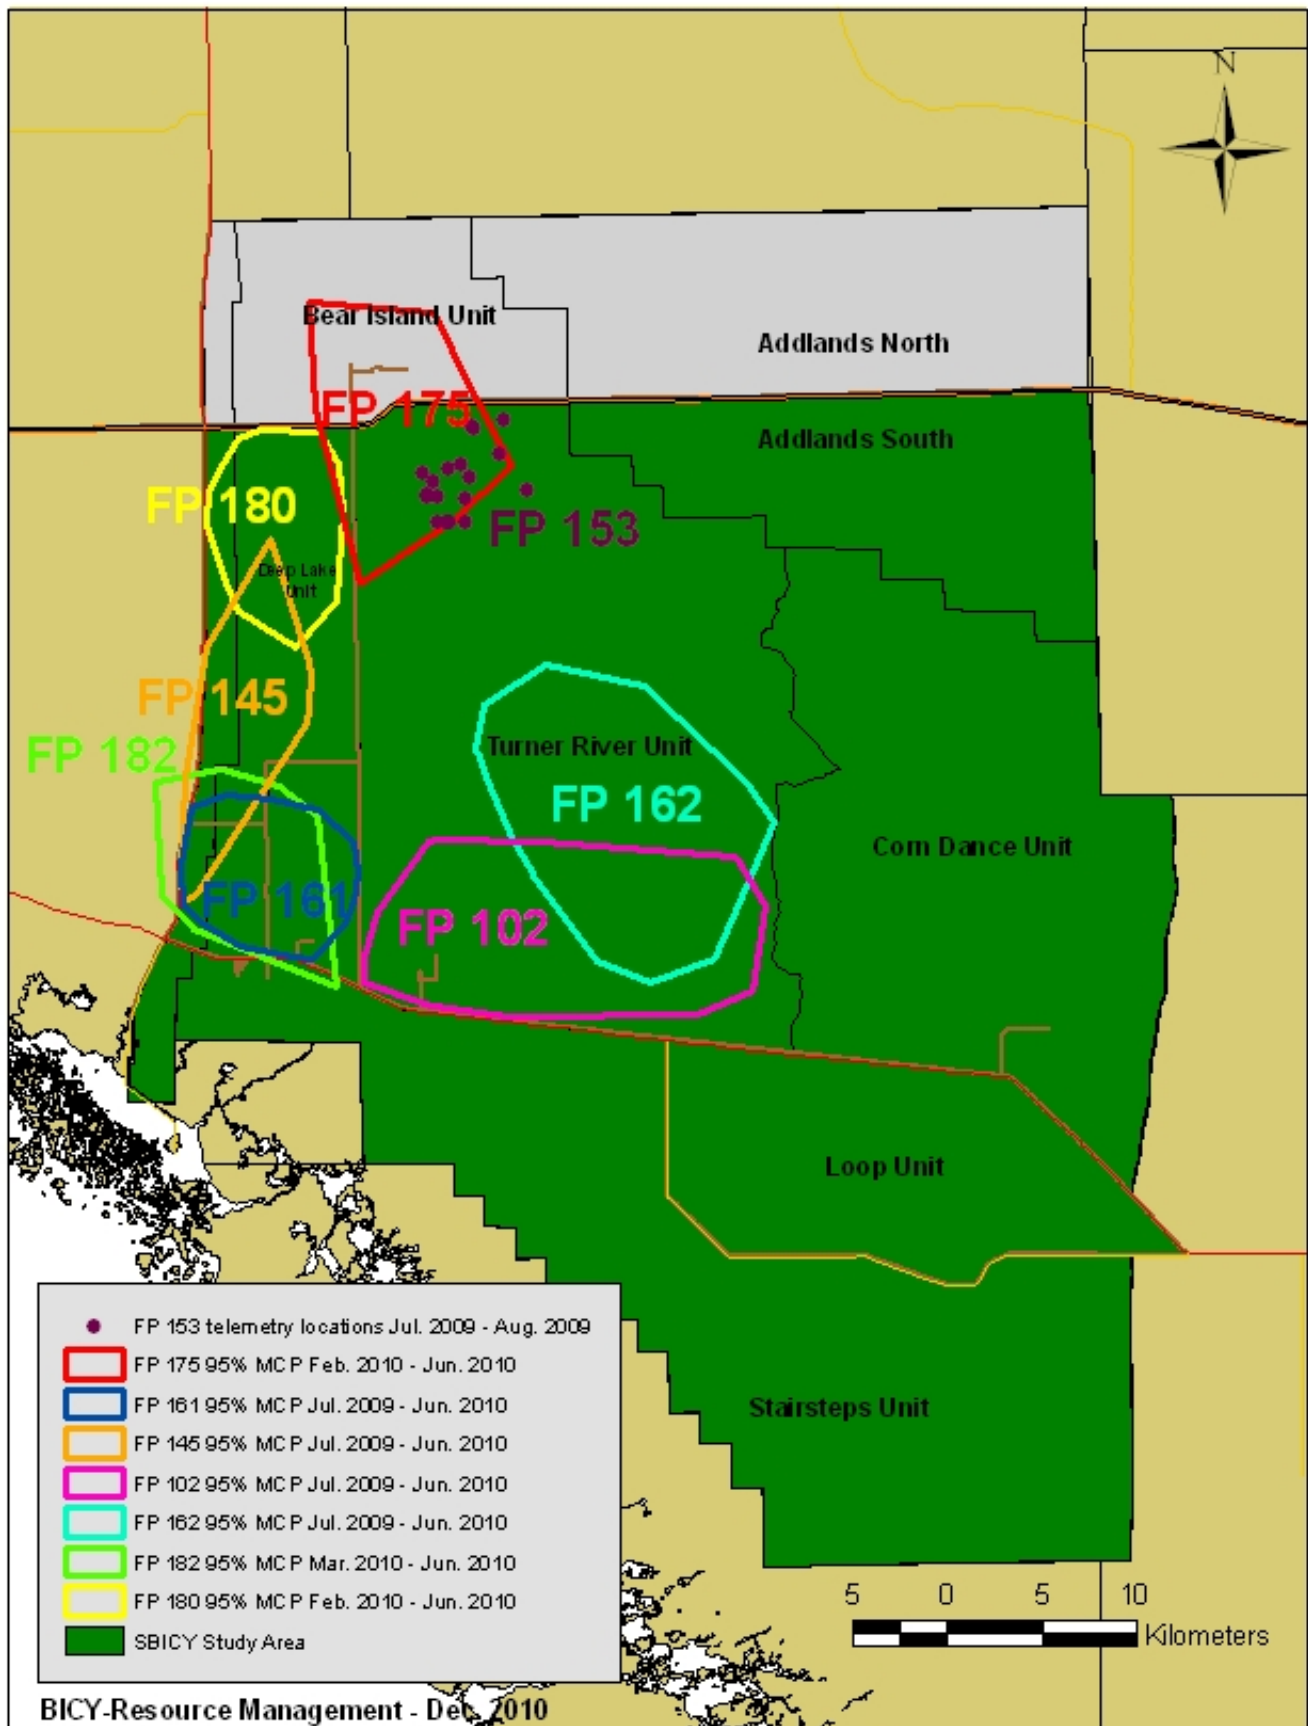 N
Bear Island Unit
Addlands North
FP 175
Addlands South
FP 180
FP 153
Deep Lake
Unit
FP 145
FP 182
Turner River Unit
FP 162
Corn Dance Unit
FP 161
FP 102
Loop Unit
FP 153 telemetry locations Jul. 2009 - Aug. 2009
FP 175 95% MCP Feb. 2010 - Jun. 2010
FP 161 95% MCP Jul. 2009 - Jun. 2010
Stairsteps Unit
FP 145 95% MCP Jul. 2009 - Jun. 2010
FP 102 95% MCP Jul. 2009 - Jun. 2010
FP 162 95% MCP Jul. 2009 - Jun. 2010
FP 182 95% MCP Mar. 2010 - Jun. 2010
FP 180 95% MCP Feb. 2010 - Jun. 2010
SBICY Study Area
5 0 5 10
Kilometers
BICY-Resource Management - Dec. 2010